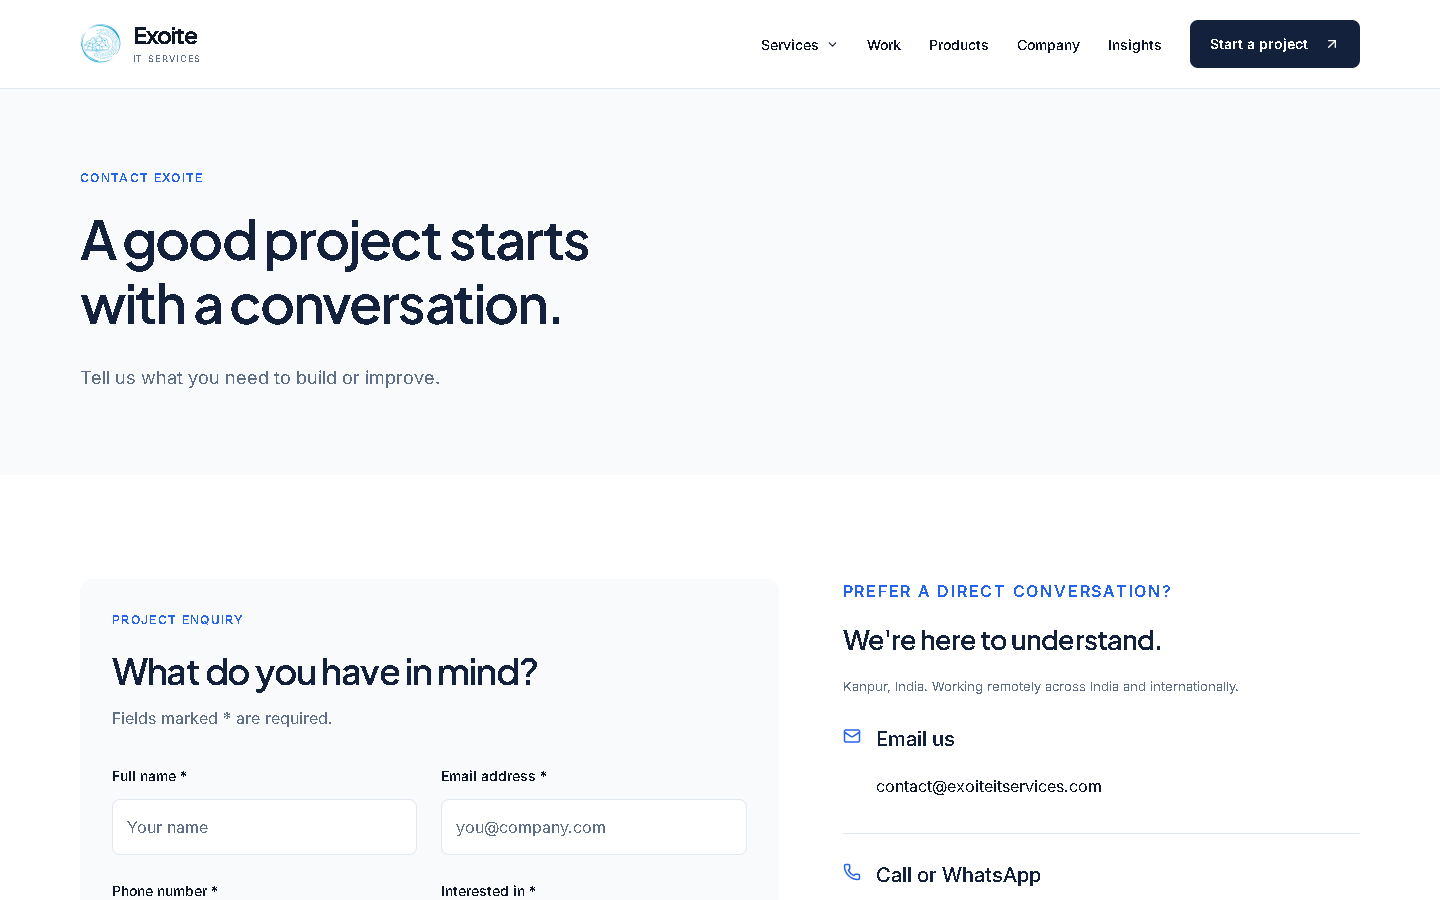 Exoite
IT SERVICES
Services
Work
Products
Company
Insights
Start a project
CONTACT EXOITE
A good project starts
with a conversation.
Tell us what you need to build or improve.
PROJECT ENQUIRY
What do you have in mind?
Fields marked * are required.
Full name *
Email address *
Your name
you@company.com
Phone number *
Interested in *
PREFER A DIRECT CONVERSATION?
We're here to understand.
Kanpur, India. Working remotely across India and internationally.
Email us
contact@exoiteitservices.com
Call or WhatsApp